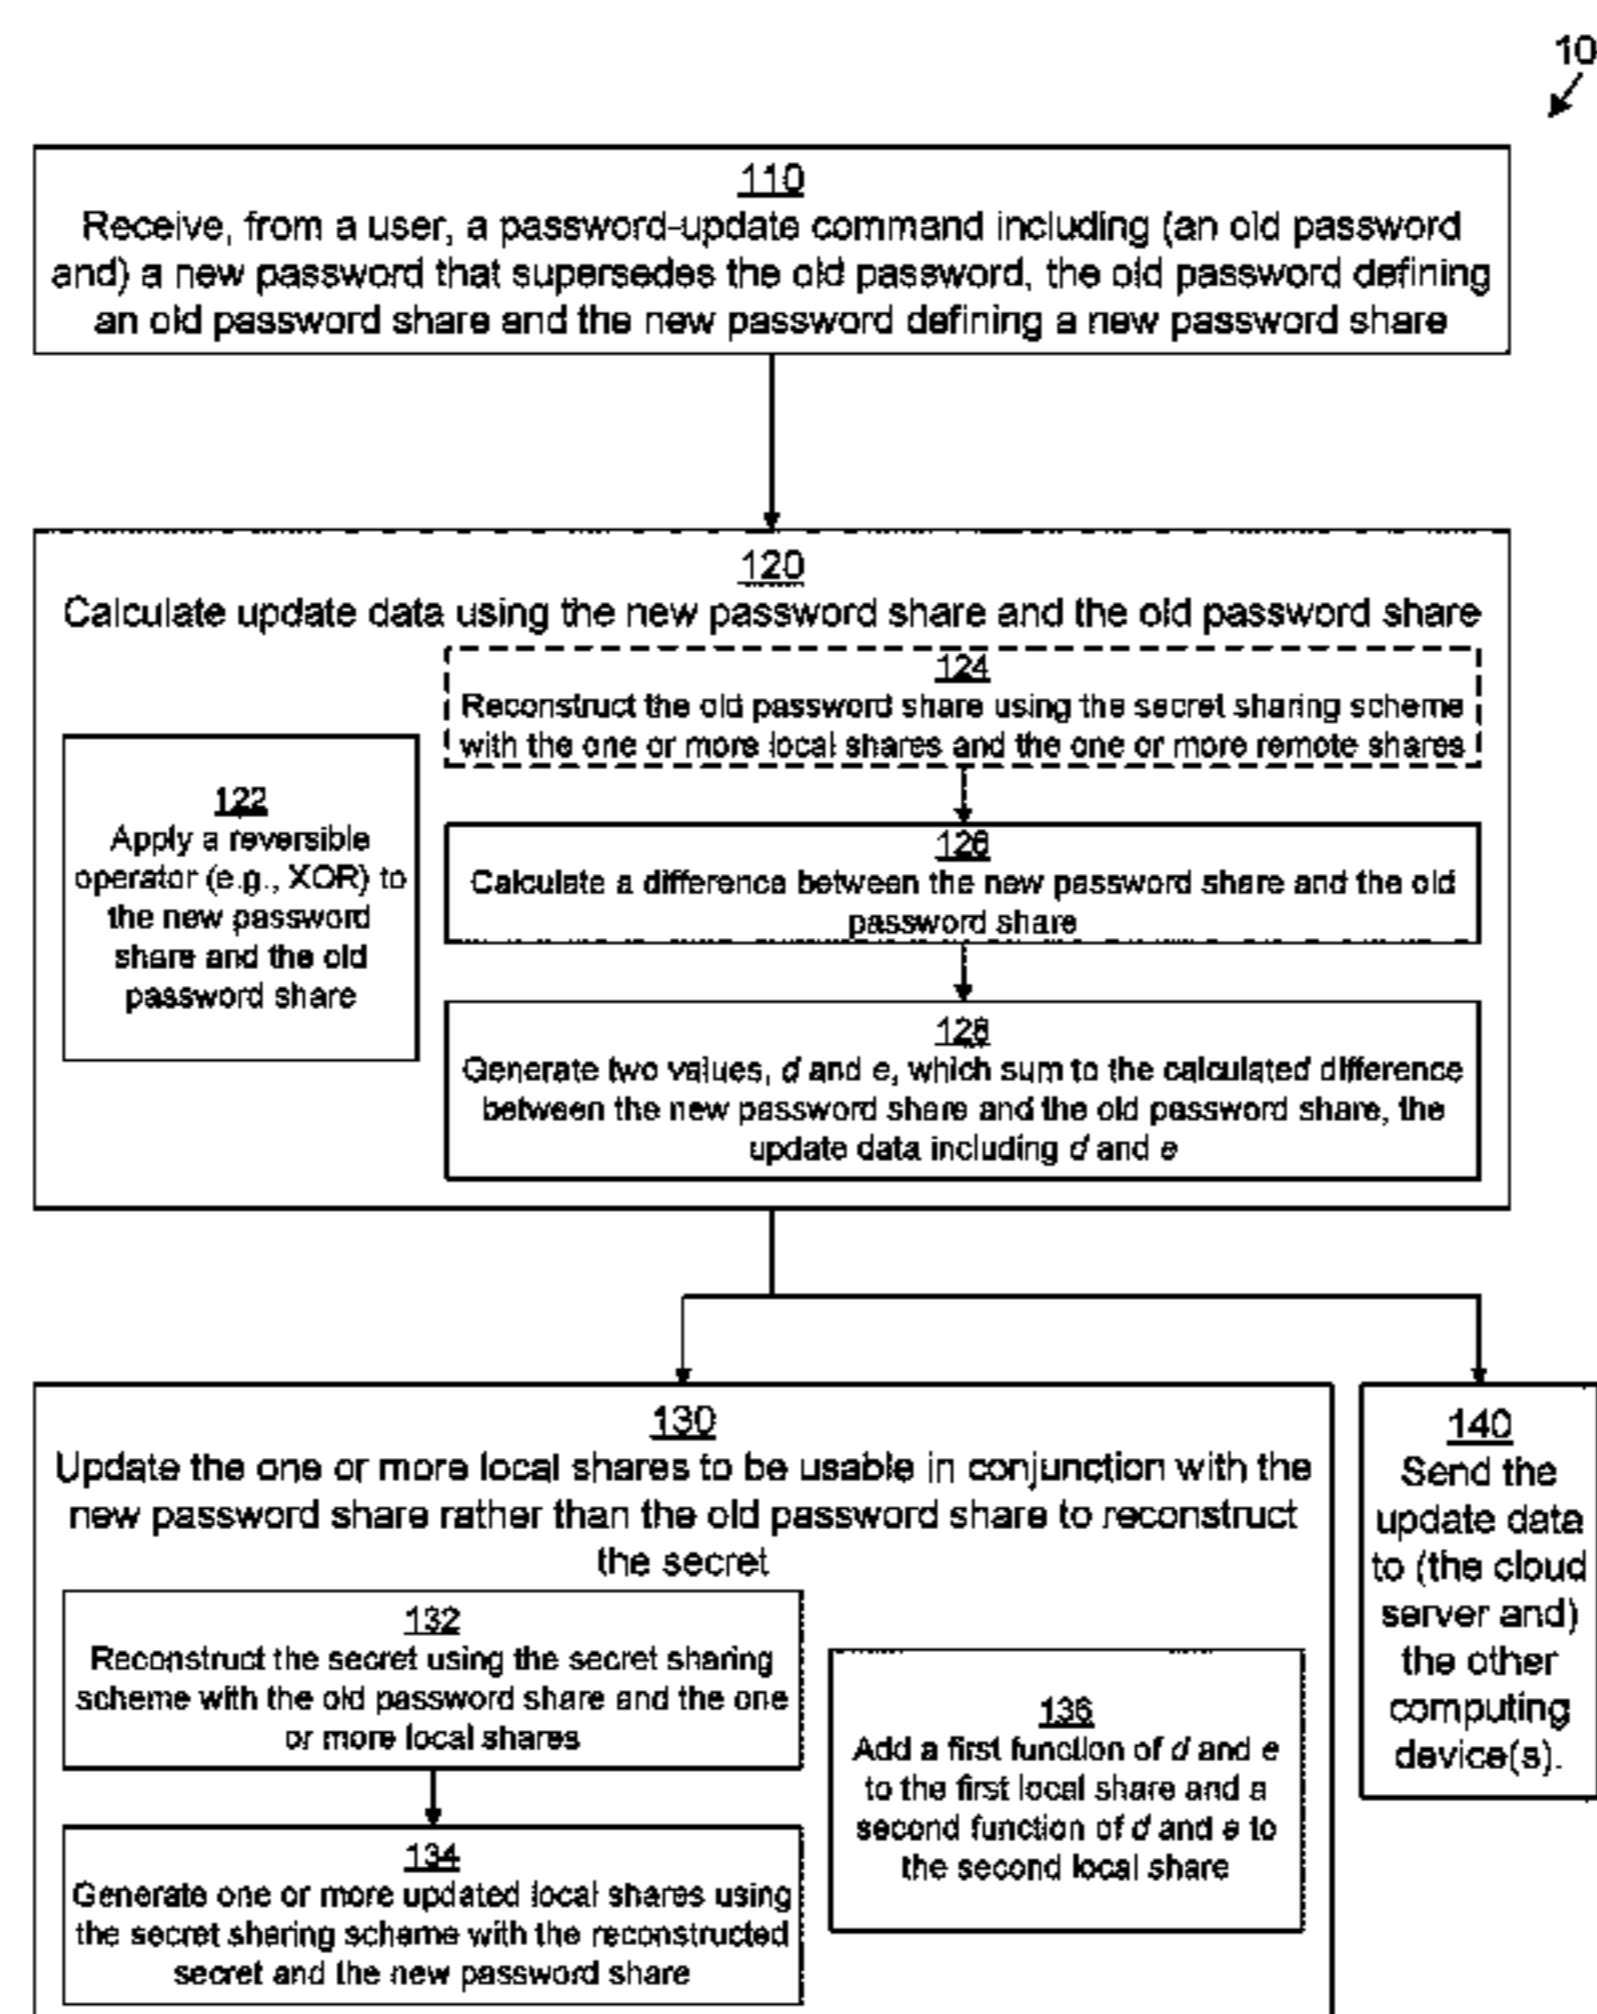 10
110
Receive, from a user, a password-update command including (an old password
and) a new password that supersedes the old password, the old password defining
an old password share and the new password defining a new password share
120
Calculate update data using the new password share and the old password share
124
Reconstruct the old password share using the secret sharing scheme
with the one or more local shares and the one or more remote shares
122
Apply a reversible
operator (e.g., XOR) to
the new password
share and the old
password share
126
Calculate a difference between the new password share and the old
password share
128
Generate two values, d and e, which sum to the calculated difference
between the new password share and the old password share, the
update data including d and e
130
Update the one or more local shares to be usable in conjunction with the
new password share rather than the old password share to reconstruct
the secret
132
Reconstruct the secret using the secret sharing
scheme with the old password share and the one
or more local shares
134
Generate one or more updated local shares using
the secret sharing scheme with the reconstructed
secret and the new password share
136
Add a first function of d and e
to the first local share and a
second function of d and e to
the second local share
140
Send the
update data
to (the cloud
server and)
the other
computing
device(s).